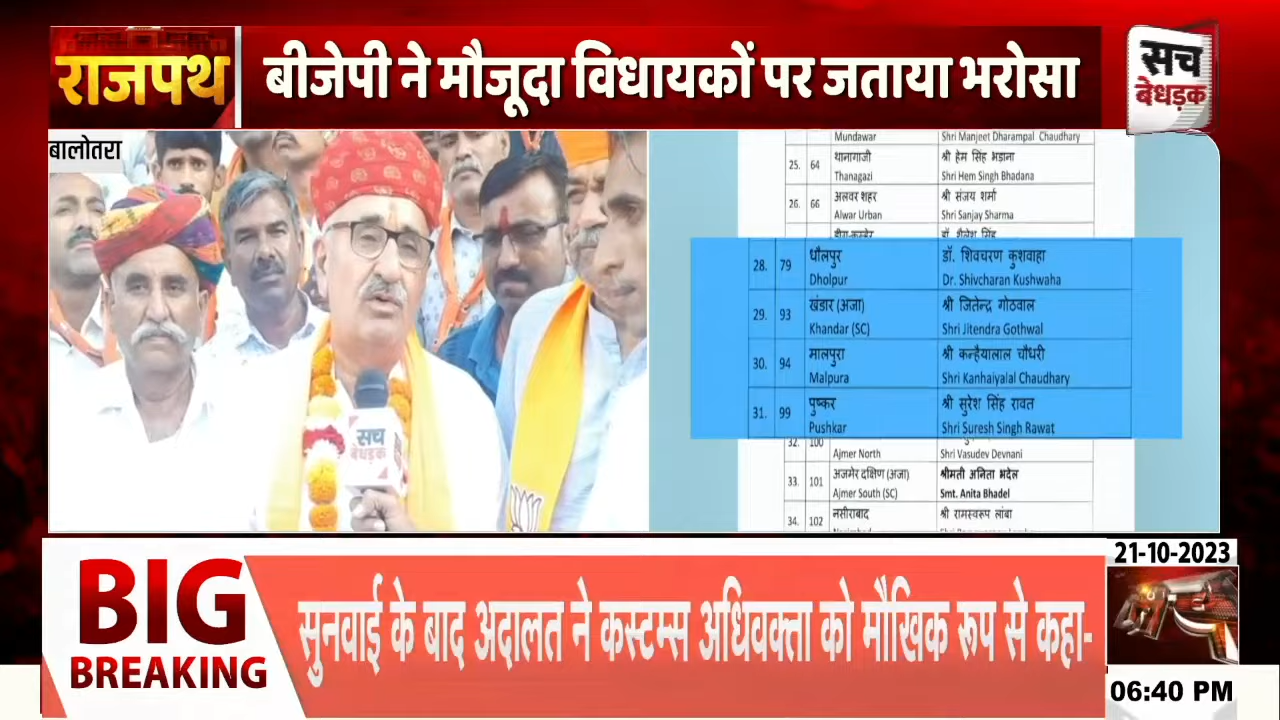 राजपथ
बीजेपी ने मौजूदा विधायकों पर जताया भरोसा
सच
बेधड़क
बालोतरा
सच
बेधड़क
Mundawar Shri Manjeet Dharampal Chaudhary
25. 64 थानागाजी श्री हेम सिंह भडाना
Thanagazi Shri Hem Singh Bhadana
26. 66 अलवर शहर श्री संजय शर्मा
Alwar Urban Shri Sanjay Sharma
डीग-कुम्हेर डॉ. शैलेश सिंह
28. 79 धौलपुर डॉ. शिवचरण कुशवाहा
Dholpur Dr. Shivcharan Kushwaha
29. 93 खंडार (अजा) श्री जितेन्द्र गोठवाल
Khandar (SC) Shri Jitendra Gothwal
30. 94 मालपुरा श्री कन्हैयालाल चौधरी
Malpura Shri Kanhaiyalal Chaudhary
31. 99 पुष्कर श्री सुरेश सिंह रावत
Pushkar Shri Suresh Singh Rawat
32. 100
Ajmer North Shri Vasudev Devnani
33. 101 अजमेर दक्षिण (अजा) श्रीमती अनिता भदेल
Ajmer South (SC) Smt. Anita Bhadel
34. 102 नसीराबाद श्री रामस्वरूप लांबा
BIG
BREAKING
सुनवाई के बाद अदालत ने कस्टम्स अधिवक्ता को मौखिक रूप से कहा-
21-10-2023
06:40 PM